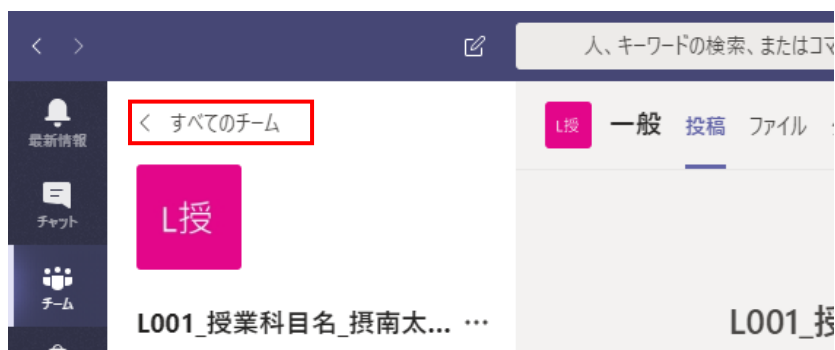 人、キーワードの検索、またはコマ
最新情報
< すべてのチーム
L授 一般 投稿 ファイル
チャット
L授
チーム
L001_授業科目名_摂南太... ...
L001_授